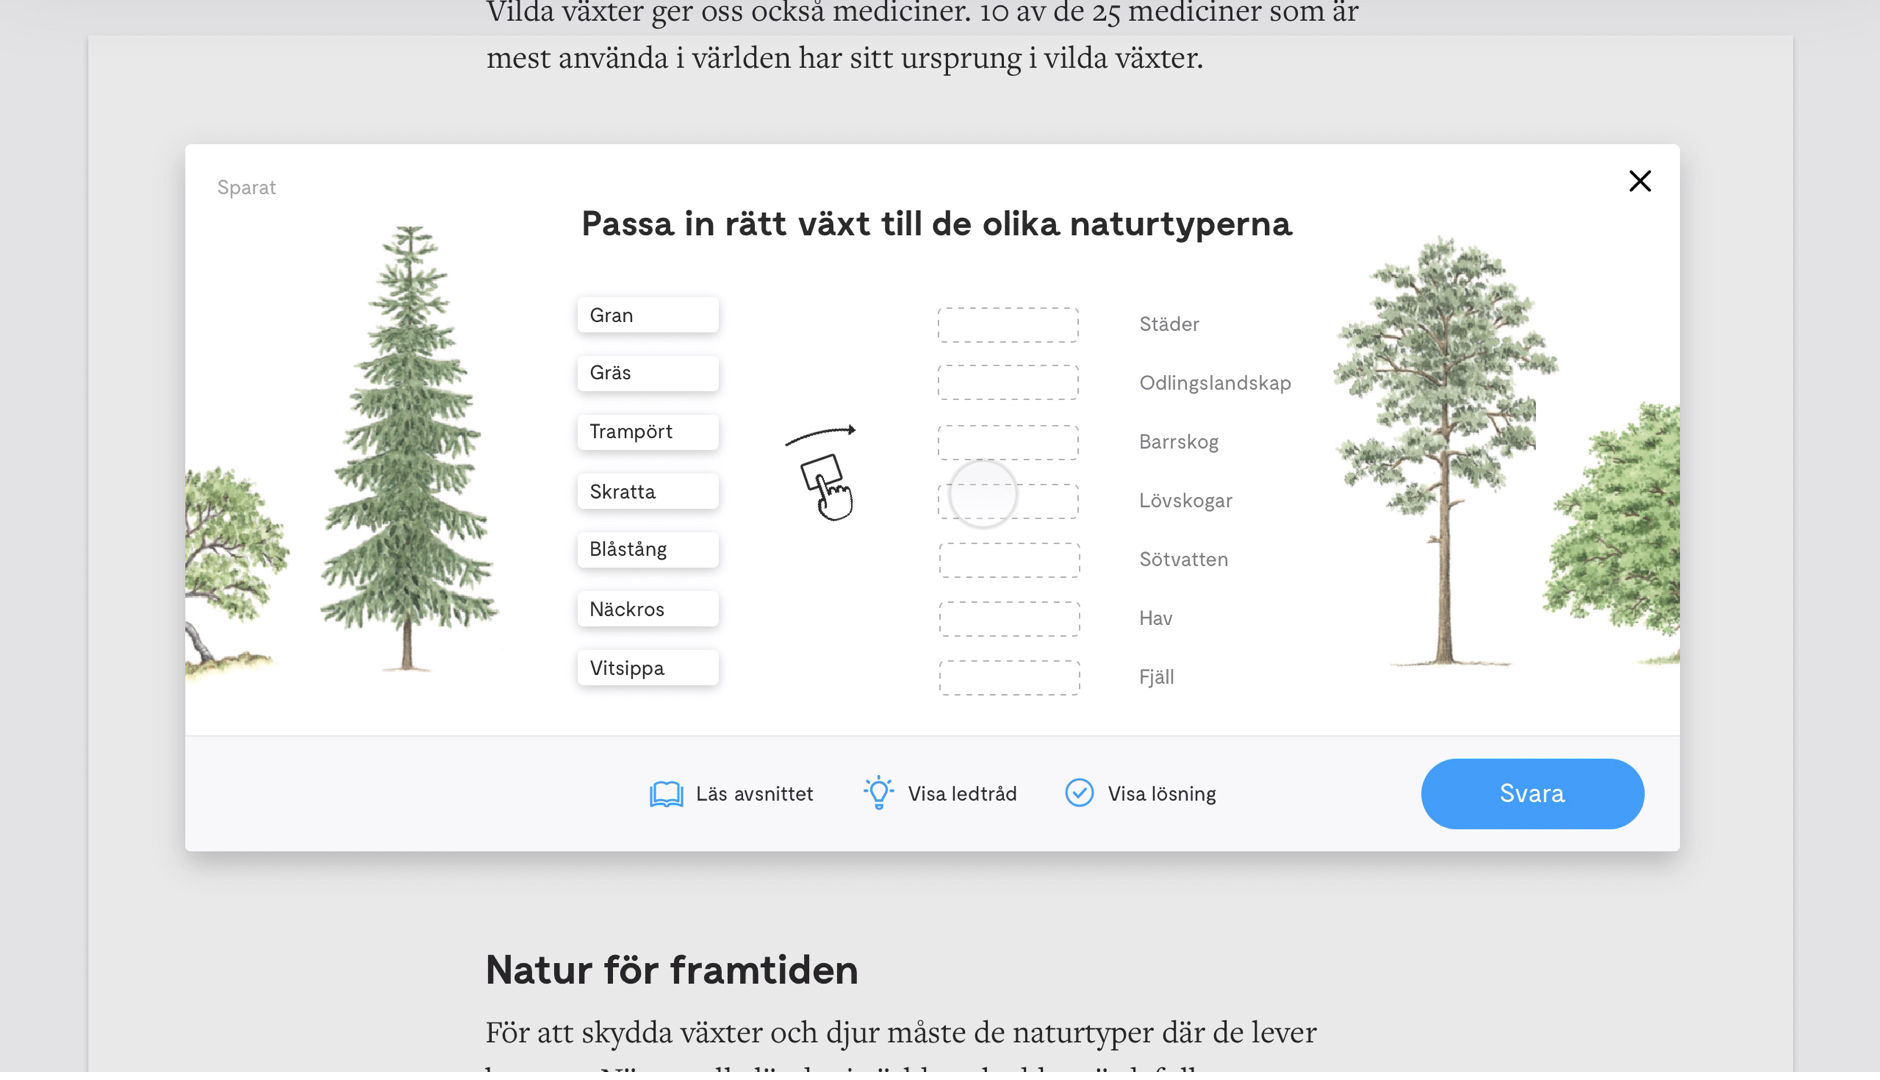 Vilda växter ger oss också mediciner. 10 av de 25 mediciner som är
mest använda i världen har sitt ursprung i vilda växter.
Sparat
Passa in rätt växt till de olika naturtyperna
Gran
Gräs
Trampört
Skratta
Blåstång
Näckros
Vitsippa
Städer
Odlingslandskap
Barrskog
Lövskogar
Sötvatten
Hav
Fjäll
Läs avsnittet
Visa ledtråd
Visa lösning
Svara
Natur för framtiden
För att skydda växter och djur måste de naturtyper där de lever